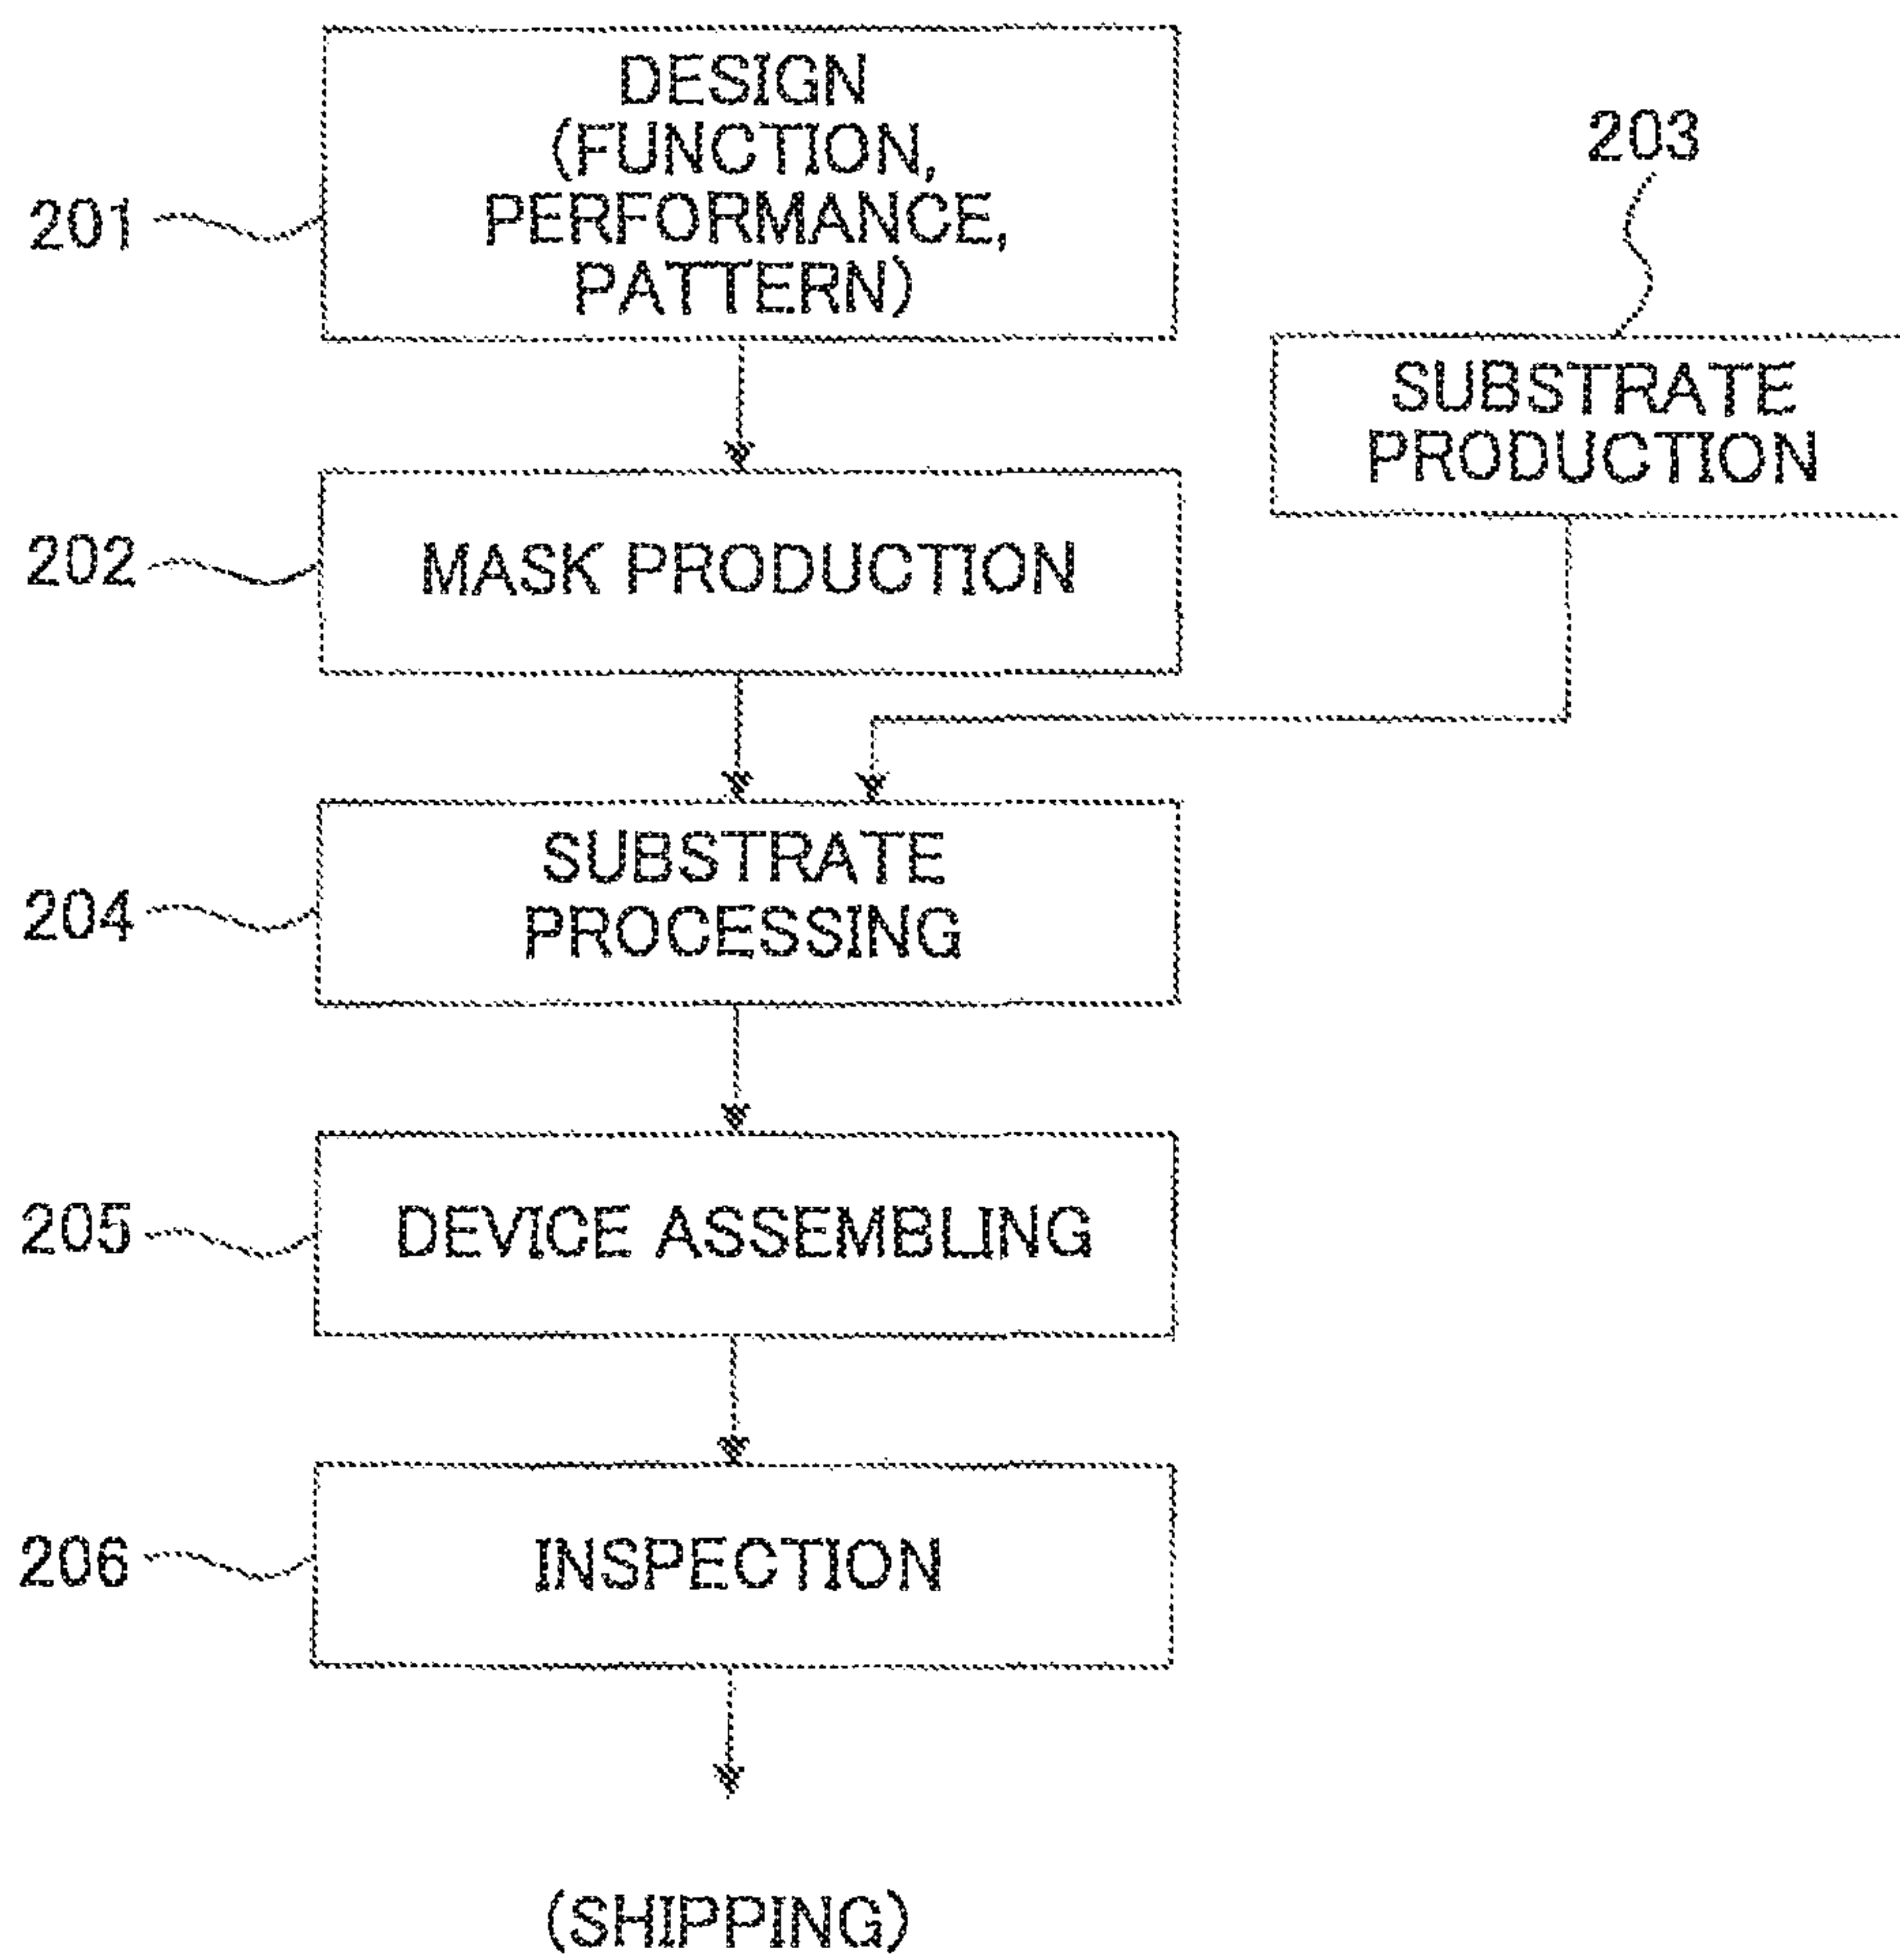 201
DESIGN
(FUNCTION,
PERFORMANCE,
PATTERN)
203
SUBSTRATE
PRODUCTION
202
MASK PRODUCTION
204
SUBSTRATE
PROCESSING
205
DEVICE ASSEMBLING
206
INSPECTION
(SHIPPING)